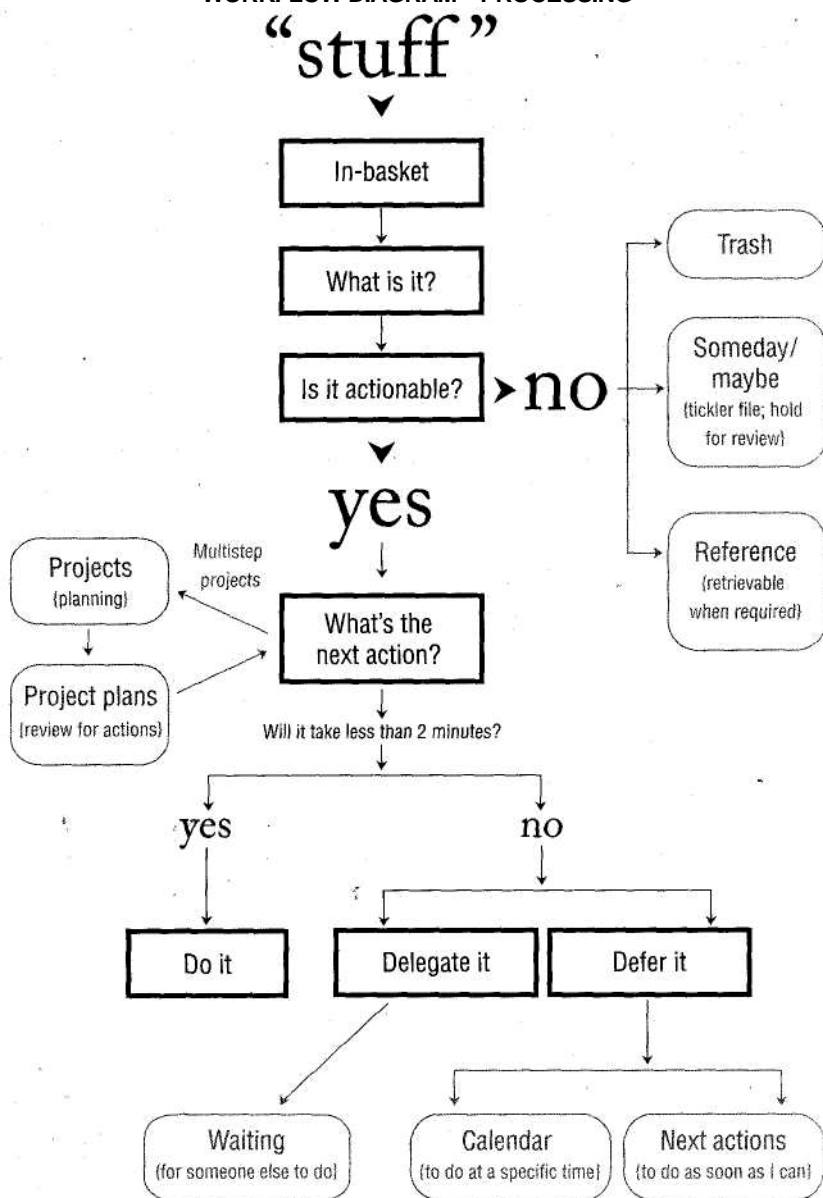 WORKFLOW DIAGRAM - PROCESSING
“stuff”
In-basket
What is it?
Is it actionable?
no
Trash
Someday/
maybe
(tickler file; hold
for review)
Reference
(retrievable
when required)
yes
Multistep
projects
Projects
(planning)
Project plans
(review for actions)
What's the
next action?
Will it take less than 2 minutes?
yes
no
Do it
Delegate it
Defer it
Waiting
(for someone else to do)
Calendar
(to do at a specific time)
Next actions
(to do as soon as I can)